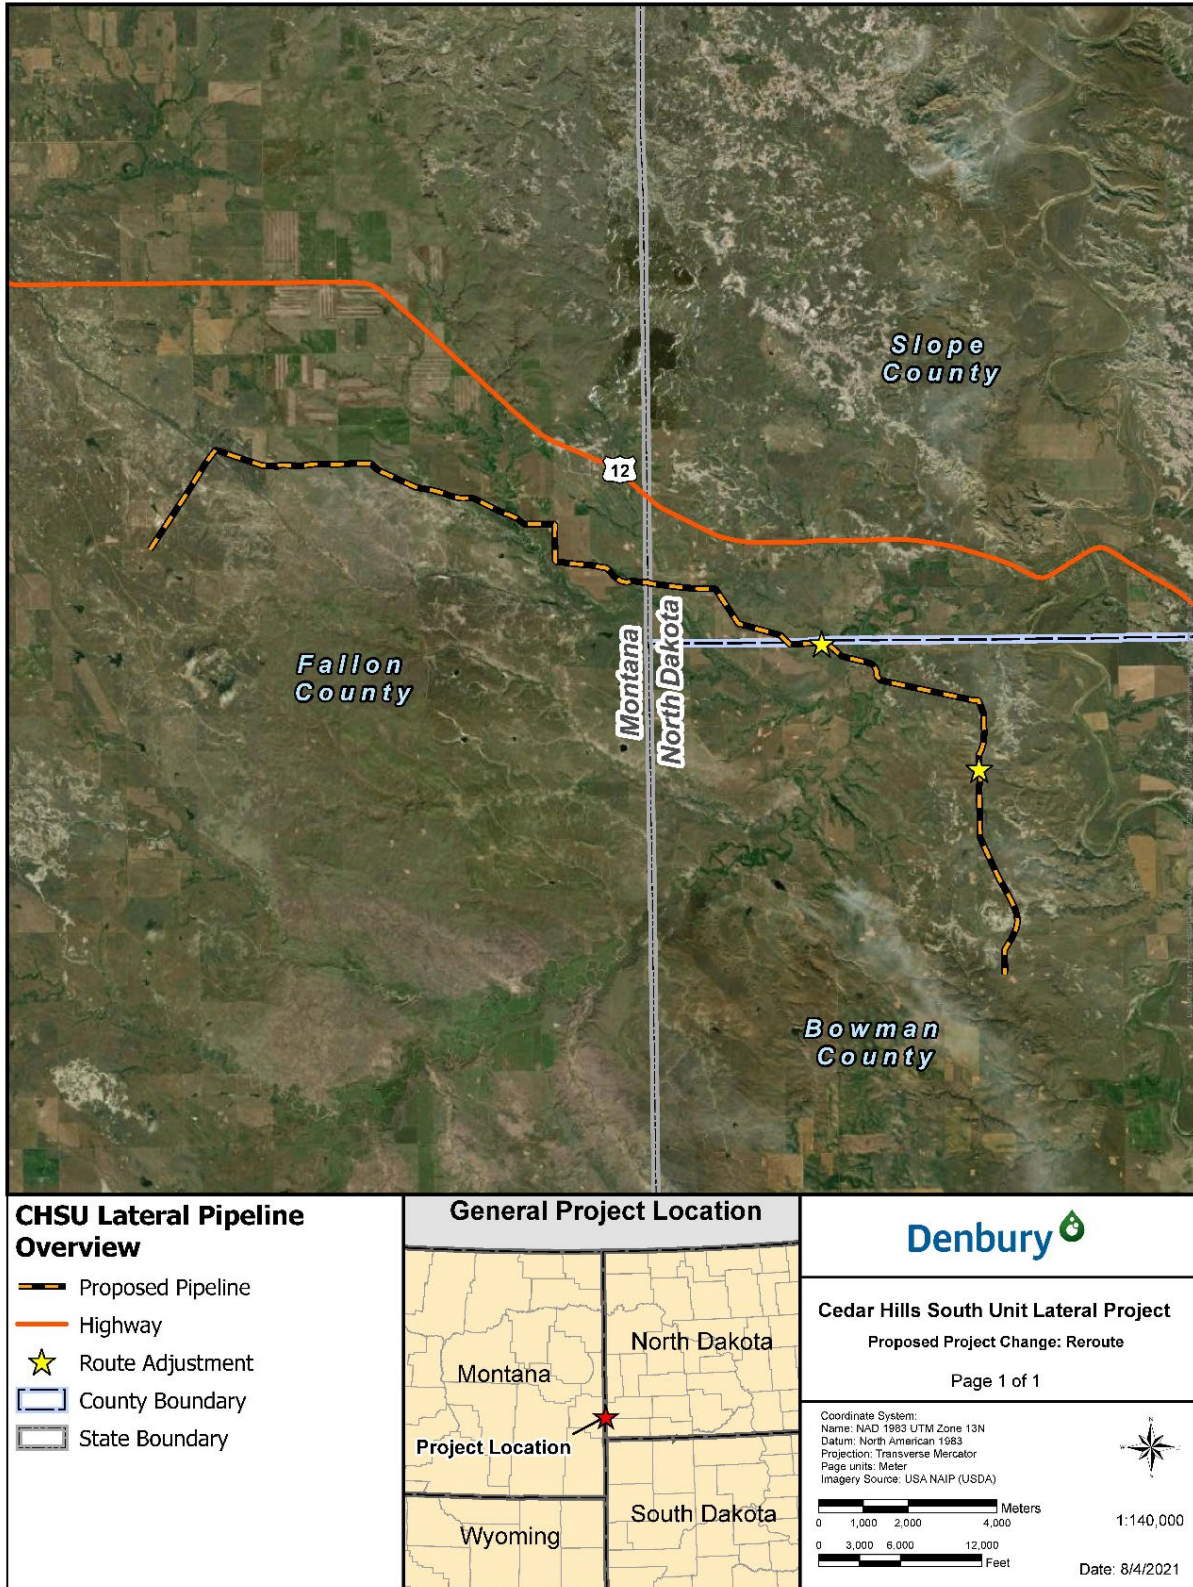 Slope
County
12
Fallon
County
Montana
North Dakota
Bowman
County
CHSU Lateral Pipeline
Overview
Proposed Pipeline
Highway
Route Adjustment
County Boundary
State Boundary
General Project Location
North Dakota
Montana
Project Location
South Dakota
Wyoming
Denbury
Cedar Hills South Unit Lateral Project
Proposed Project Change: Reroute
Page 1 of 1
Coordinate System:
Name: NAD 1983 UTM Zone 13N
Datum: North American 1983
Projection: Transverse Mercator
Page units: Meter
Imagery Source: USA NAIP (USDA)
N
Meters
0 1,000 2,000 4,000
1:140,000
0 3,000 6,000 12,000
Feet
Date: 8/4/2021